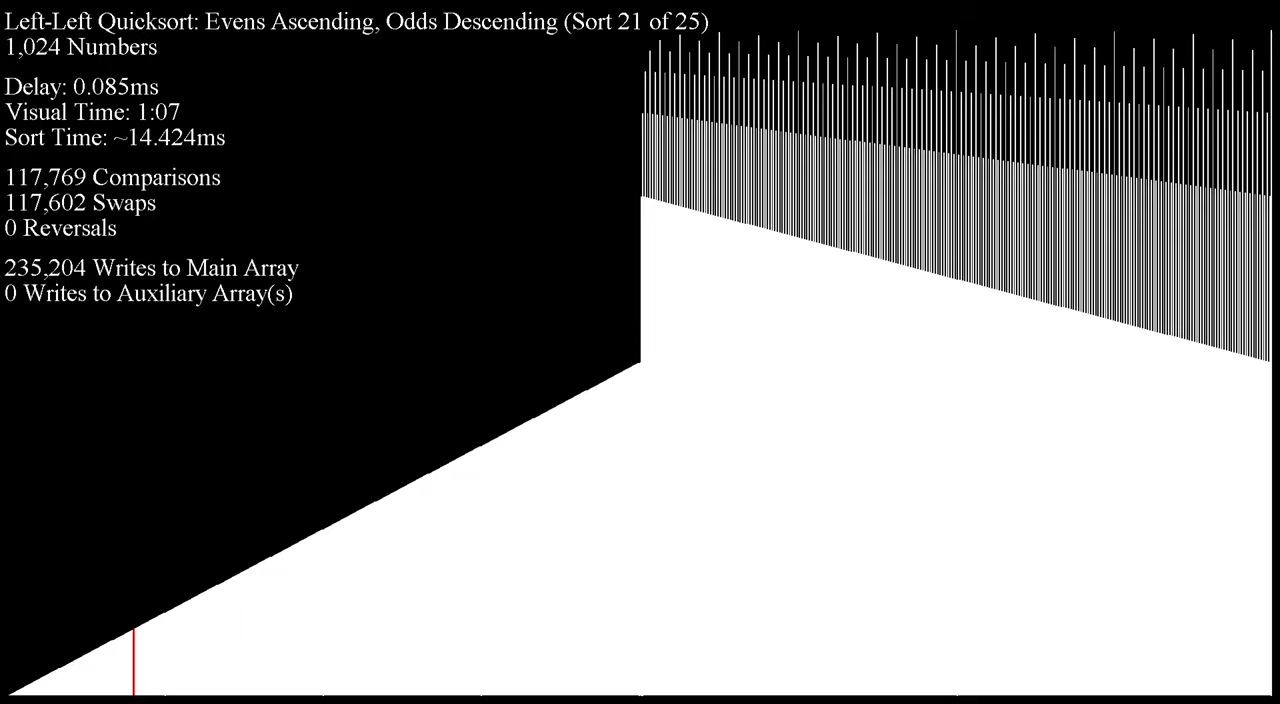 Left-Left Quicksort: Evens Ascending, Odds Descending (Sort 21 of 25)
1,024 Numbers
Delay: 0.085ms
Visual Time: 1:07
Sort Time: ~14.424ms
117,769 Comparisons
117,602 Swaps
0 Reversals
235,204 Writes to Main Array
0 Writes to Auxiliary Array(s)